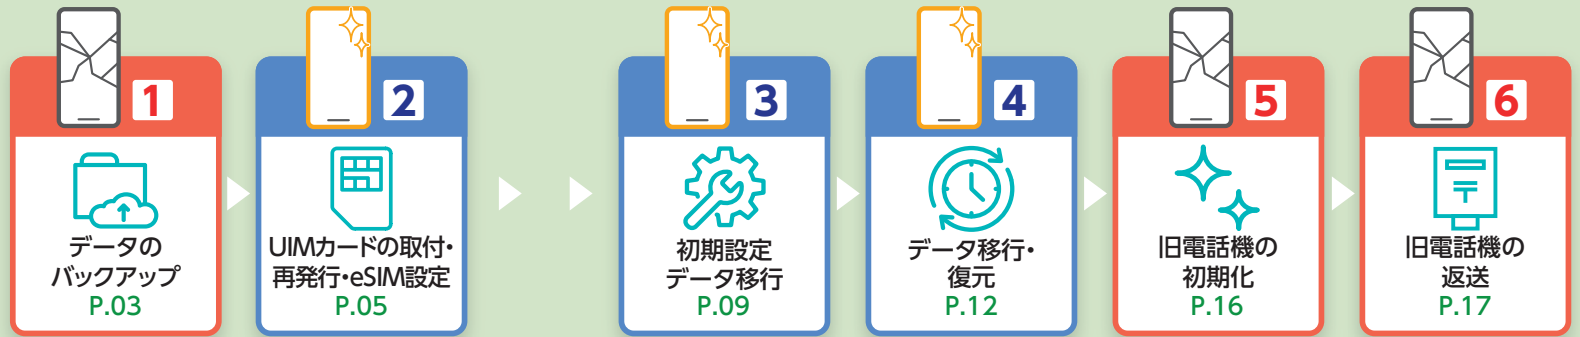 1
データの
バックアップ
P.03
2
UIMカードの取付・
再発行・eSIM設定
P.05
3
初期設定
データ移行
P.09
4
データ移行・
復元
P.12
5
旧電話機の
初期化
P.16
6
〒
旧電話機の
返送
P.17